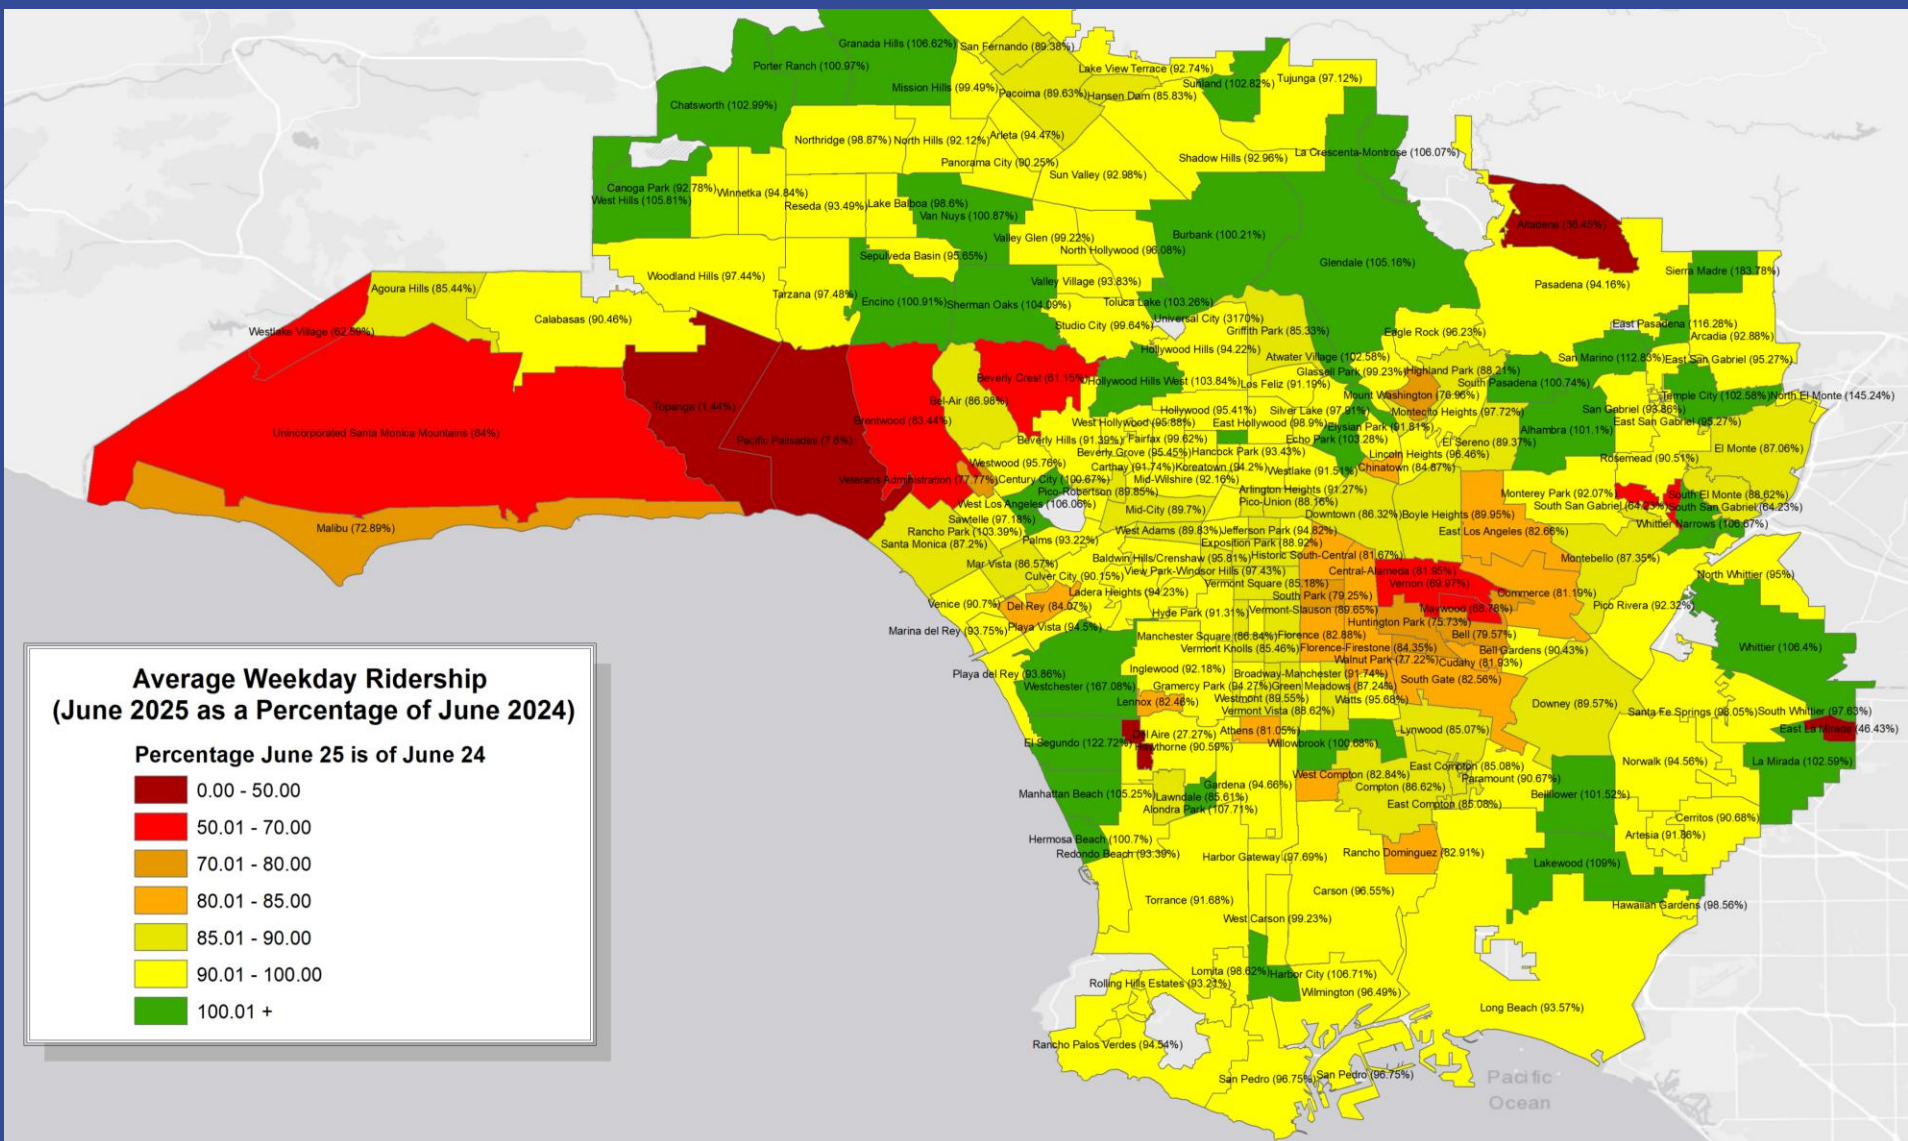 Granada Hills (106.62%)
San Fernando (89.38%)
Porter Ranch (100.97%)
Lake View Terrace (92.74%)
Tujunga (97.12%)
Sunland (102.82%)
Mission Hills (99.49%)
Pacoima (89.63%)
Hansen Dam (85.83%)
Chatsworth (102.99%)
Northridge (98.87%)
North Hills (92.12%)
Arleta (94.47%)
Panorama City (90.25%)
Shadow Hills (92.96%)
La Crescenta-Montrose (106.07%)
Sun Valley (92.98%)
Canoga Park (92.78%)
West Hills (105.81%)
Winnetka (94.84%)
Reseda (93.49%)
Lake Balboa (98.6%)
Van Nuys (100.87%)
Altadena (36.45%)
Valley Glen (99.22%)
Burbank (100.21%)
North Hollywood (96.08%)
Sepulveda Basin (95.65%)
Glendale (105.16%)
Sierra Madre (183.78%)
Woodland Hills (97.44%)
Valley Village (93.83%)
Pasadena (94.16%)
Agoura Hills (85.44%)
Tarzana (97.48%)
Encino (100.91%)
Sherman Oaks (104.09%)
Toluca Lake (103.26%)
Calabasas (90.46%)
Universal City (3170%)
Studio City (99.64%)
Westlake Village (62.59%)
Griffith Park (85.33%)
Eagle Rock (96.23%)
East Pasadena (116.28%)
Arcadia (92.88%)
Hollywood Hills (94.22%)
Atwater Village (102.58%)
San Marino (112.83%)
East San Gabriel (95.27%)
Glassell Park (99.23%)
Highland Park (88.21%)
Beverly Crest (61.15%)
Hollywood Hills West (103.84%)
Los Feliz (91.19%)
South Pasadena (100.74%)
Mount Washington (76.96%)
Temple City (102.58%)
North El Monte (145.24%)
Bel-Air (86.98%)
Topanga (1.44%)
Hollywood (95.41%)
Silver Lake (97.91%)
Montecito Heights (97.72%)
San Gabriel (93.86%)
Brentwood (63.44%)
West Hollywood (95.88%)
East Hollywood (98.9%)
Elysian Park (91.81%)
East San Gabriel (95.27%)
Unincorporated Santa Monica Mountains (64%)
Pacific Palisades (7.6%)
Beverly Hills (91.39%)
Fairfax (99.62%)
Echo Park (103.28%)
El Sereno (89.37%)
Alhambra (101.1%)
El Monte (87.06%)
Beverly Grove (95.45%)
Hancock Park (93.43%)
Lincoln Heights (96.46%)
Rosemead (90.51%)
Westwood (95.76%)
Carthay (91.74%)
Koreatown (94.2%)
Westlake (91.51%)
Chinatown (84.87%)
Veterans Administration (77.77%)
Century City (100.67%)
Mid-Wilshire (92.16%)
Pico-Robertson (89.85%)
Arlington Heights (91.27%)
Monterey Park (92.07%)
South El Monte (88.62%)
West Los Angeles (106.06%)
Pico-Union (88.16%)
South San Gabriel (64.23%)
South San Gabriel (64.23%)
Mid-City (89.7%)
Downtown (86.32%)
Boyle Heights (89.95%)
Sawtelle (97.18%)
Whittier Narrows (106.67%)
Malibu (72.89%)
Rancho Park (103.39%)
West Adams (89.83%)
Jefferson Park (94.82%)
East Los Angeles (82.66%)
Santa Monica (87.2%)
Palms (93.22%)
Exposition Park (88.92%)
Baldwin Hills/Crenshaw (95.81%)
Historic South-Central (81.67%)
Montebello (87.35%)
Mar Vista (86.57%)
View Park-Windsor Hills (97.43%)
Central-Alameda (81.95%)
North Whittier (95%)
Culver City (90.15%)
Vermont Square (85.18%)
Vernon (69.97%)
Ladera Heights (94.23%)
South Park (79.25%)
Commerce (81.19%)
Venice (90.7%)
Del Rey (84.07%)
Hyde Park (91.31%)
Vermont-Slauson (89.65%)
Maywood (68.78%)
Pico Rivera (92.32%)
Huntington Park (75.73%)
Marina del Rey (93.75%)
Playa Vista (94.5%)
Manchester Square (86.84%)
Florence (82.88%)
Bell (79.57%)
Whittier (106.4%)
Vermont Knolls (85.46%)
Florence-Firestone (84.35%)
Bell Gardens (90.43%)
Walnut Park (77.22%)
Cudahy (81.93%)
Inglewood (92.18%)
Playa del Rey (93.86%)
Broadway-Manchester (91.74%)
South Gate (82.56%)
Westchester (167.08%)
Gramercy Park (94.27%)
Green Meadows (87.24%)
Lennox (82.46%)
Westmont (89.55%)
Watts (95.68%)
Downey (89.57%)
Vermont Vista (88.62%)
Santa Fe Springs (98.05%)
South Whittier (97.63%)
Del Aire (27.27%)
Athens (81.05%)
Lynwood (85.07%)
East La Mirada (46.43%)
El Segundo (122.72%)
Hawthorne (90.59%)
Willowbrook (100.68%)
Norwalk (94.56%)
La Mirada (102.59%)
East Compton (85.08%)
West Compton (82.84%)
Paramount (90.67%)
Gardena (94.66%)
Compton (86.62%)
Manhattan Beach (105.25%)
Lawndale (85.61%)
Bellflower (101.52%)
East Compton (85.08%)
Alondra Park (107.71%)
Cerritos (90.68%)
Artesia (91.86%)
Hermosa Beach (100.7%)
Redondo Beach (93.39%)
Harbor Gateway (97.69%)
Rancho Dominguez (82.91%)
Lakewood (109%)
Carson (96.55%)
Torrance (91.68%)
Hawaiian Gardens (98.56%)
West Carson (99.23%)
Lomita (98.62%)
Harbor City (106.71%)
Rolling Hills Estates (93.21%)
Wilmington (96.49%)
Long Beach (93.57%)
Rancho Palos Verdes (94.54%)
San Pedro (96.75%)
San Pedro (96.75%)
Pacific
Ocean
Average Weekday Ridership
(June 2025 as a Percentage of June 2024)
Percentage June 25 is of June 24
0.00 - 50.00
50.01 - 70.00
70.01 - 80.00
80.01 - 85.00
85.01 - 90.00
90.01 - 100.00
100.01 +